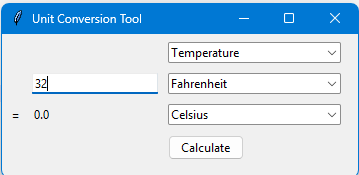 Unit Conversion Tool
Temperature
32 Fahrenheit
= 0.0 Celsius
Calculate